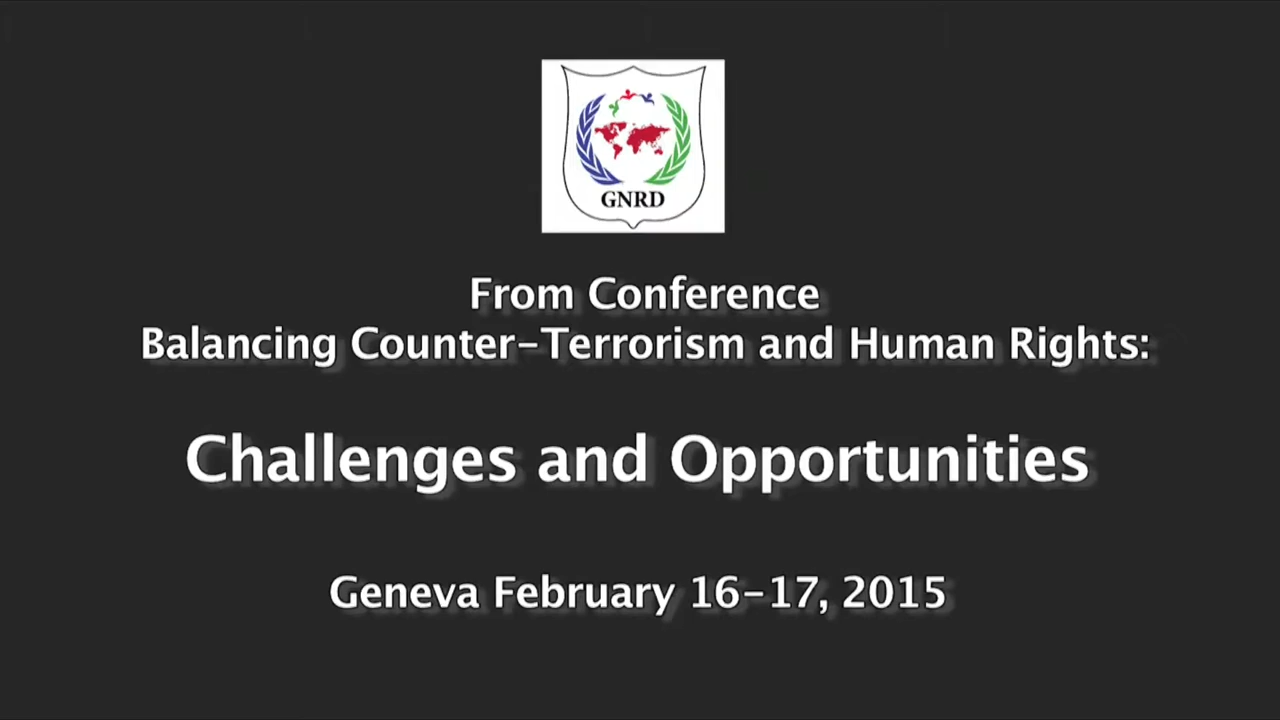 GNRD
From Conference
Balancing Counter-Terrorism and Human Rights:
Challenges and Opportunities
Geneva February 16-17, 2015